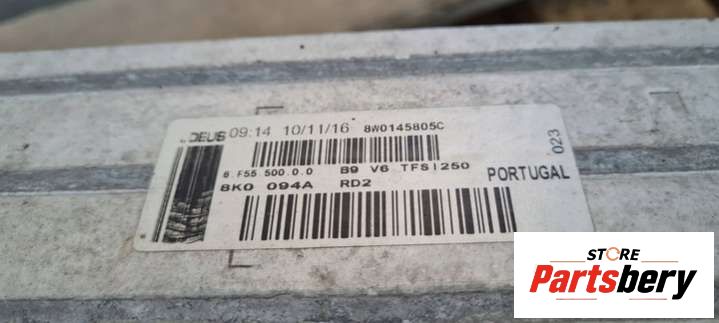 DEUS 09:14 10/11/16 8W0145805C
6.F55 500.0.0 B9 V6 TFSI250
8K0 094A RD2
PORTUGAL
023
STORE
Partsbery